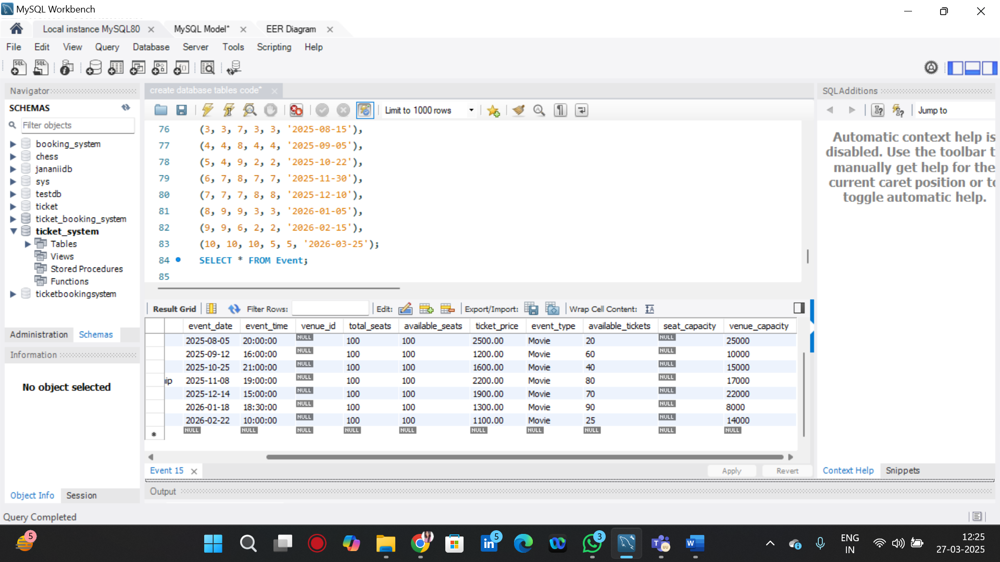 MySQL Workbench
Local instance MySQL80
MySQL Model*
EER Diagram
File Edit View Query Database Server Tools Scripting Help
Navigator
SCHEMAS
Filter objects
booking_system
chess
jananiidb
sys
testdb
ticket
ticket_booking_system
ticket_system
Tables
Views
Stored Procedures
Functions
ticketbookingsystem
Administration Schemas
Information
No object selected
Object Info Session
create database tables code*
Limit to 1000 rows
76 (3, 3, 7, 3, 3, '2025-08-15'),
77 (4, 4, 8, 4, 4, '2025-09-05'),
78 (5, 4, 9, 2, 2, '2025-10-22'),
79 (6, 7, 8, 7, 7, '2025-11-30'),
80 (7, 7, 7, 8, 8, '2025-12-10'),
81 (8, 9, 9, 3, 3, '2026-01-05'),
82 (9, 9, 6, 2, 2, '2026-02-15'),
83 (10, 10, 10, 5, 5, '2026-03-25');
84 SELECT * FROM Event;
85
Result Grid Filter Rows: Edit: Export/Import: Wrap Cell Content:
event_date event_time venue_id total_seats available_seats ticket_price event_type available_tickets seat_capacity venue_capacity
2025-08-05 20:00:00 NULL 100 100 2500.00 Movie 20 NULL 25000
2025-09-12 16:00:00 NULL 100 100 1200.00 Movie 60 NULL 10000
2025-10-25 21:00:00 NULL 100 100 1600.00 Movie 40 NULL 15000
ip 2025-11-08 19:00:00 NULL 100 100 2200.00 Movie 80 NULL 17000
2025-12-14 15:00:00 NULL 100 100 1900.00 Movie 70 NULL 22000
2026-01-18 18:30:00 NULL 100 100 1300.00 Movie 90 NULL 8000
2026-02-22 10:00:00 NULL 100 100 1100.00 Movie 25 NULL 14000
NULL NULL NULL NULL NULL NULL NULL NULL NULL NULL
Event 15
Apply Revert
Output
SQLAdditions
Jump to
Automatic context help is
disabled. Use the toolbar t
manually get help for the
current caret position or to
toggle automatic help.
Context Help Snippets
Query Completed
5
5
3
ENG
IN
12:25
27-03-2025